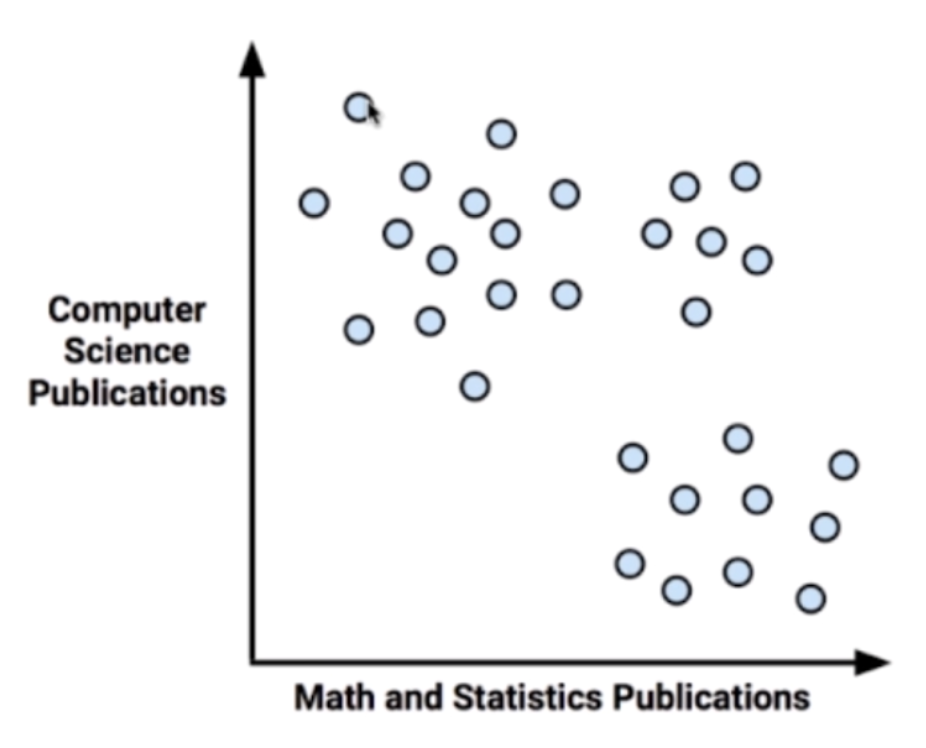 Computer
Science
Publications
Math and Statistics Publications